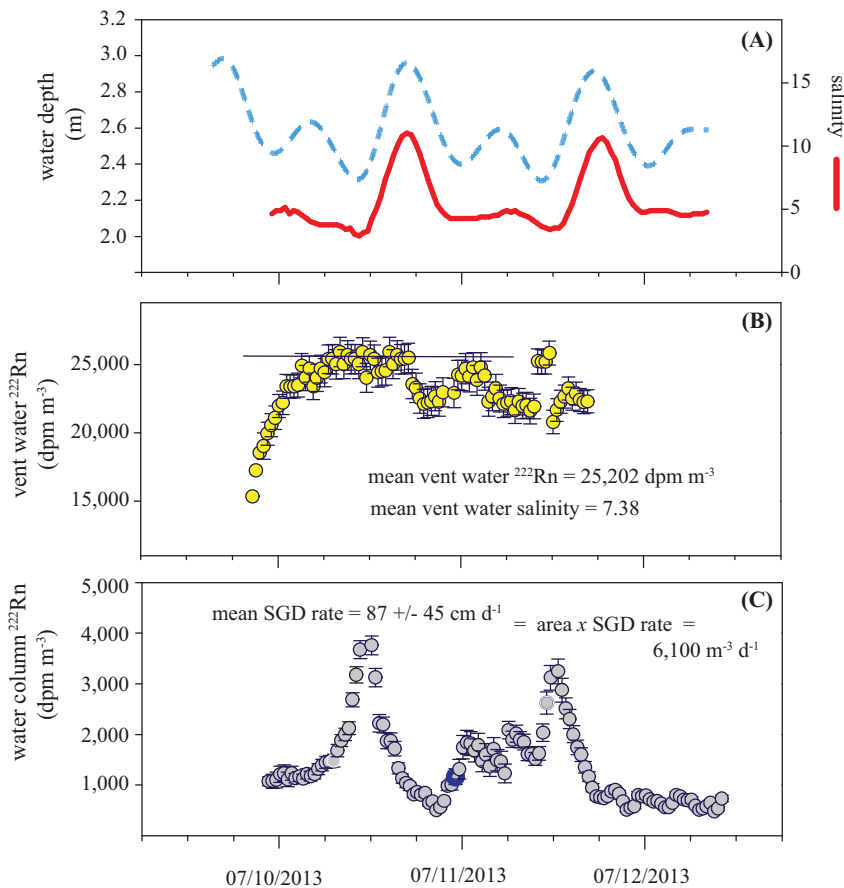 3.2
(A)
3.0
2.8
2.6
2.4
2.2
2.0
water depth
(m)
15
10
5
0
salinity
(B)
25,000
20,000
15,000
vent water ²²²Rn
(dpm m⁻³)
mean vent water ²²²Rn = 25,202 dpm m⁻³
mean vent water salinity = 7.38
5,000
4,000
3,000
2,000
1,000
water column ²²²Rn
(dpm m⁻³)
(C)
mean SGD rate = 87 +/- 45 cm d⁻¹
= area x SGD rate =
6,100 m⁻³ d⁻¹
07/10/2013
07/11/2013
07/12/2013